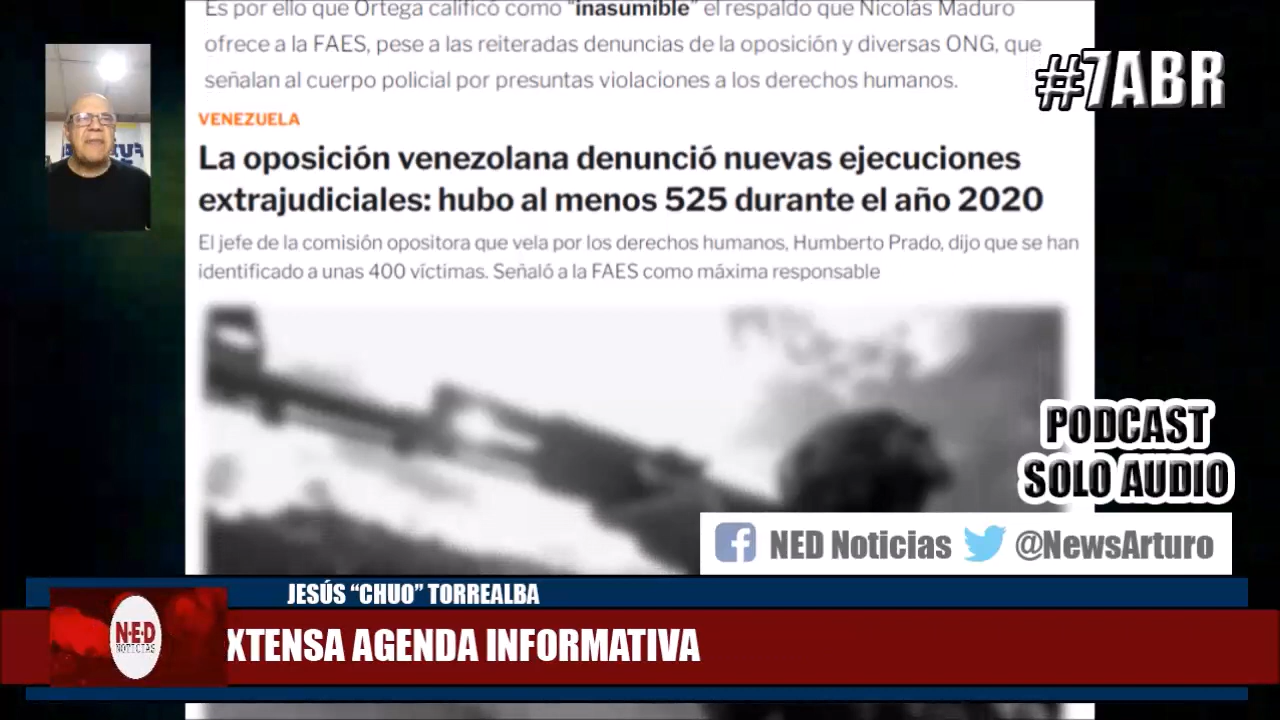 Es por ello que Ortega calificó como "inasumible" el respaldo que Nicolás Maduro
ofrece a la FAES, pese a las reiteradas denuncias de la oposición y diversas ONG, que
señalan al cuerpo policial por presuntas violaciones a los derechos humanos.
#7ABR
VENEZUELA
La oposición venezolana denunció nuevas ejecuciones
extrajudiciales: hubo al menos 525 durante el año 2020
El jefe de la comisión opositora que vela por los derechos humanos, Humberto Prado, dijo que se han
identificado a unas 400 víctimas. Señaló a la FAES como máxima responsable
PODCAST
SOLO AUDIO
NED Noticias @NewsArturo
JESÚS “CHUO” TORREALBA
N·E·D
NOTICIAS
XTENSA AGENDA INFORMATIVA